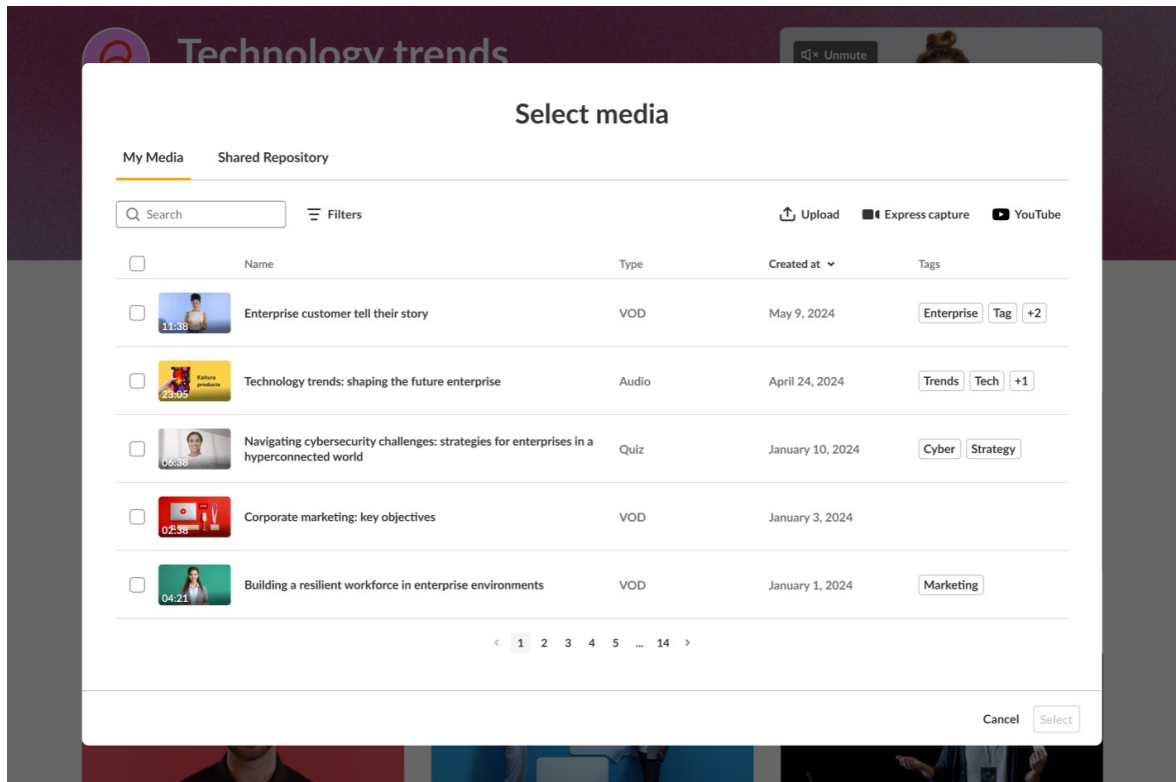 Technology trends
Unmute
Select media
My Media Shared Repository
Search Filters Upload Express capture YouTube
Name Type Created at Tags
11:38 Enterprise customer tell their story VOD May 9, 2024 Enterprise Tag +2
Kaltura
products
23:05 Technology trends: shaping the future enterprise Audio April 24, 2024 Trends Tech +1
06:38 Navigating cybersecurity challenges: strategies for enterprises in a
hyperconnected world Quiz January 10, 2024 Cyber Strategy
02:38 Corporate marketing: key objectives VOD January 3, 2024
04:21 Building a resilient workforce in enterprise environments VOD January 1, 2024 Marketing
< 1 2 3 4 5 ... 14 >
Cancel Select